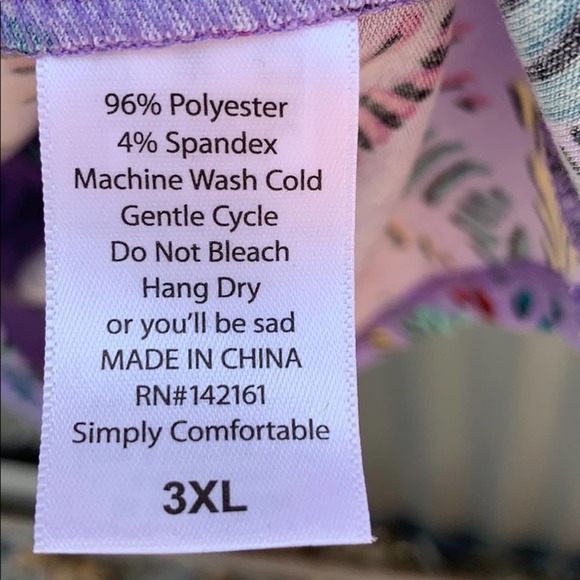 96% Polyester
4% Spandex
Machine Wash Cold
Gentle Cycle
Do Not Bleach
Hang Dry
or you'll be sad
MADE IN CHINA
RN#142161
Simply Comfortable
3XL